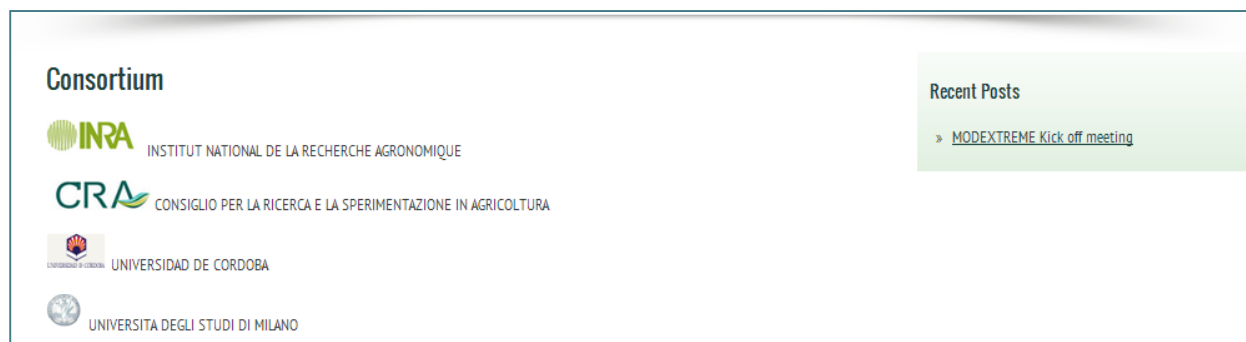 Consortium
INRA INSTITUT NATIONAL DE LA RECHERCHE AGRONOMIQUE
CRA CONSIGLIO PER LA RICERCA E LA SPERIMENTAZIONE IN AGRICOLTURA
UNIVERSIDAD DE CORDOBA
UNIVERSITA DEGLI STUDI DI MILANO
Recent Posts
» MODEXTREME Kick off meeting